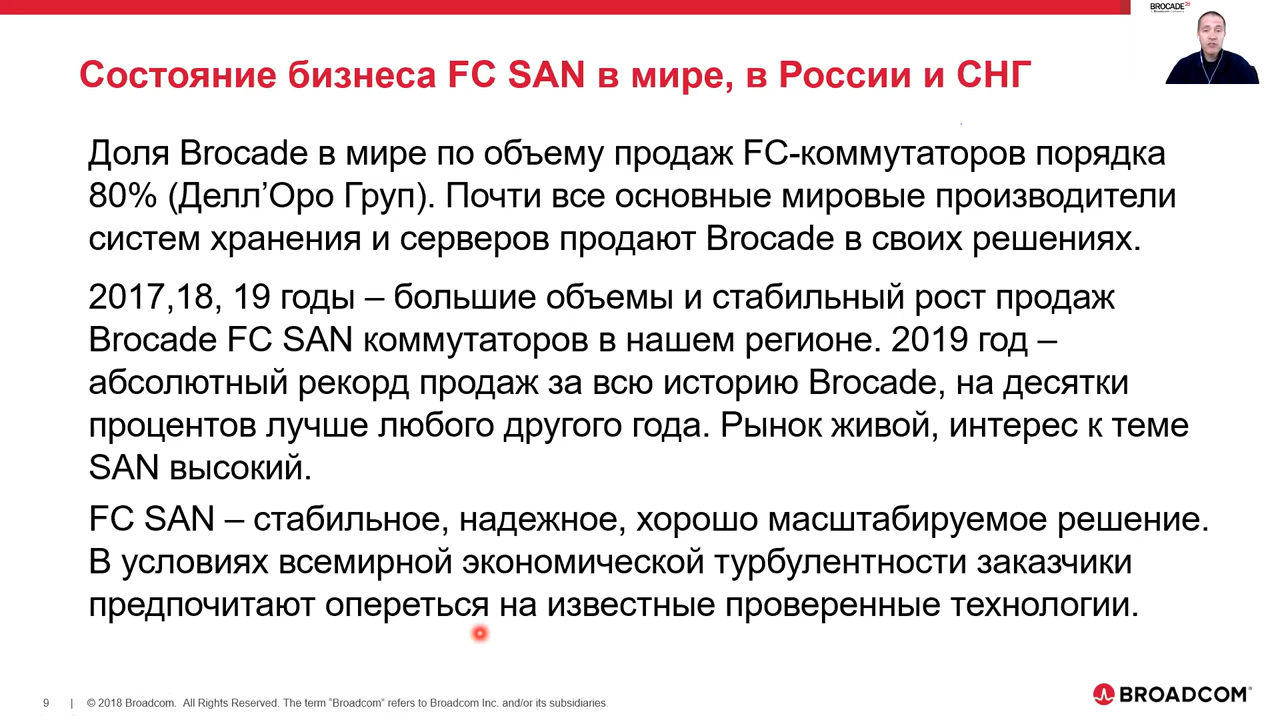 BROCADE
Состояние бизнеса FC SAN в мире, в России и СНГ
Доля Brocade в мире по объему продаж FC-коммутаторов порядка
80% (Делл’Оро Груп). Почти все основные мировые производители
систем хранения и серверов продают Brocade в своих решениях.
2017,18, 19 годы – большие объемы и стабильный рост продаж
Brocade FC SAN коммутаторов в нашем регионе. 2019 год –
абсолютный рекорд продаж за всю историю Brocade, на десятки
процентов лучше любого другого года. Рынок живой, интерес к теме
SAN высокий.
FC SAN – стабильное, надежное, хорошо масштабируемое решение.
В условиях всемирной экономической турбулентности заказчики
предпочитают опереться на известные проверенные технологии.
9 | © 2018 Broadcom. All Rights Reserved. The term "Broadcom" refers to Broadcom Inc. and/or its subsidiaries.
BROADCOM®